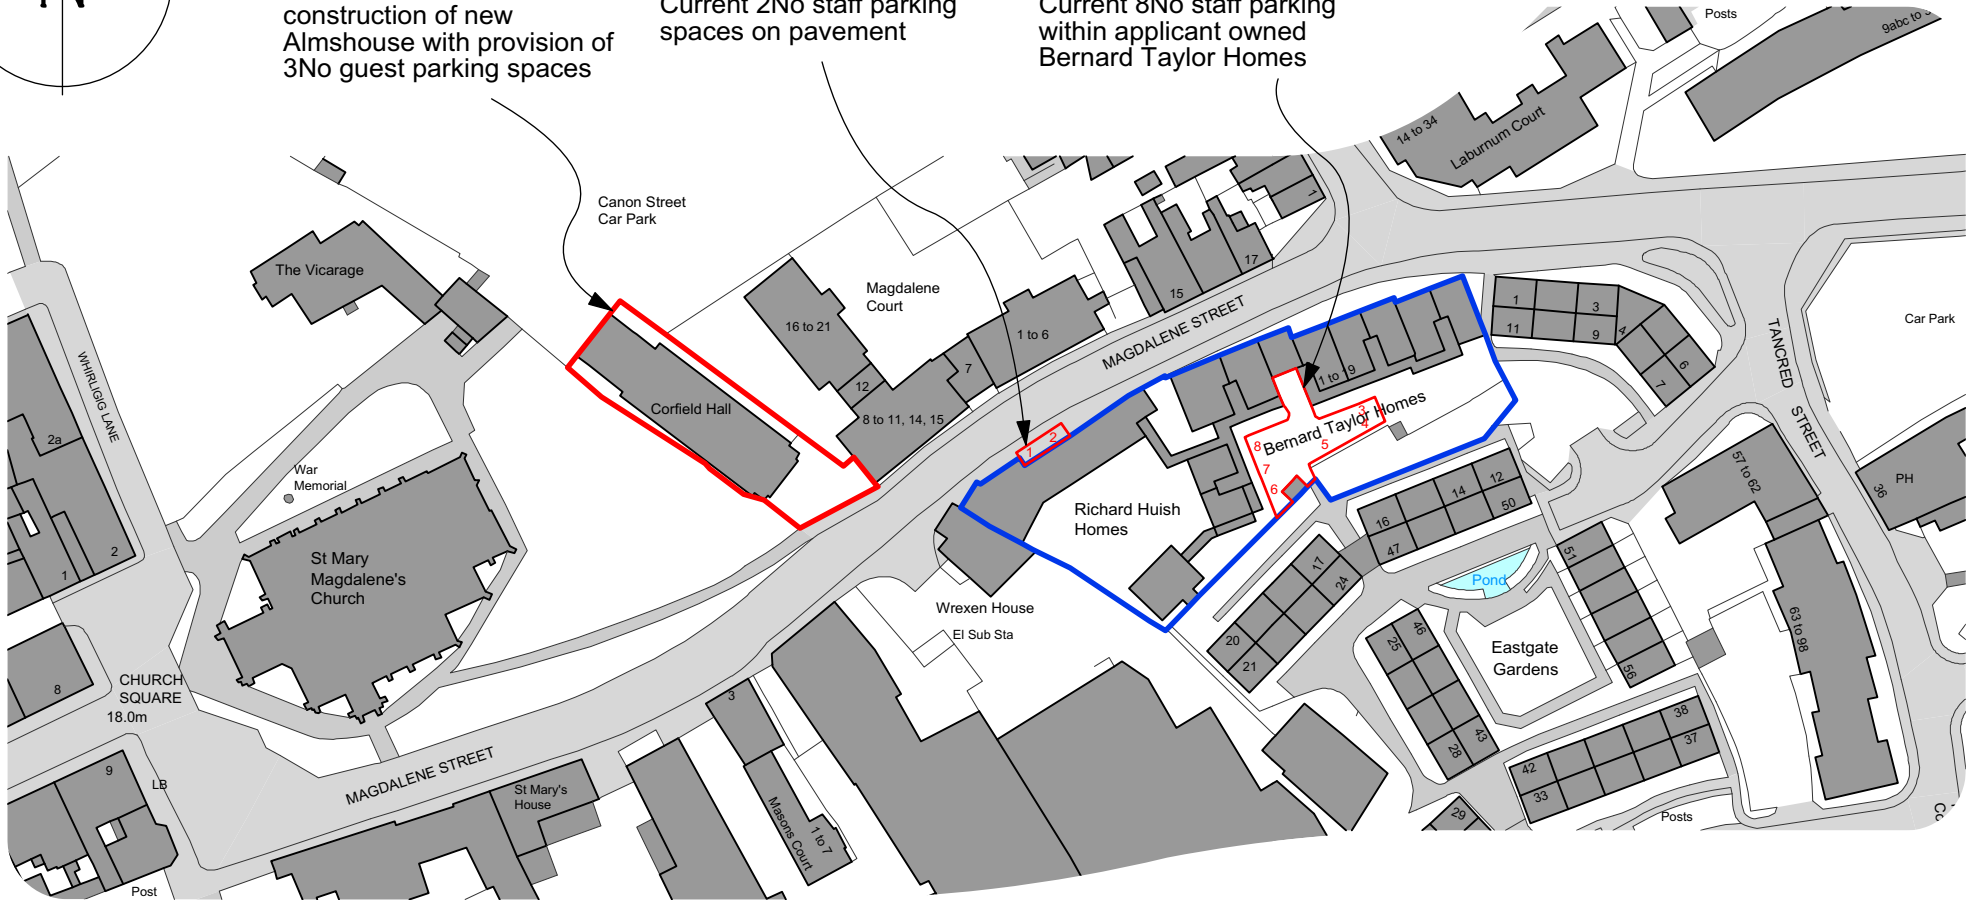 construction of new
Almshouse with provision of
3No guest parking spaces
Current 2No staff parking
spaces on pavement
Current 8No staff parking
within applicant owned
Bernard Taylor Homes
Posts
9abc to
14 to 34
Laburnum Court
Canon Street
Car Park
The Vicarage
Magdalene
Court
16 to 21
1 to 6
7
12
8 to 11, 14, 15
15
17
1
MAGDALENE STREET
Corfield Hall
WHIRLIGIG LANE
2a
2
1
War
Memorial
St Mary
Magdalene's
Church
8
CHURCH
SQUARE
18.0m
9
LB
Post
MAGDALENE STREET
St Mary's
House
3
Masons Court
1 to 7
1
2
1 to 19
Bernard Taylor Homes
3
4
5
8
7
6
Richard Huish
Homes
Wrexen House
El Sub Sta
1
3
11
9
4
6
7
TANCRED
STREET
Car Park
PH
36
57 to 62
63 to 98
12
14
50
16
47
17
24
20
21
Pond
51
56
Eastgate
Gardens
46
25
43
28
38
37
42
33
29
Posts